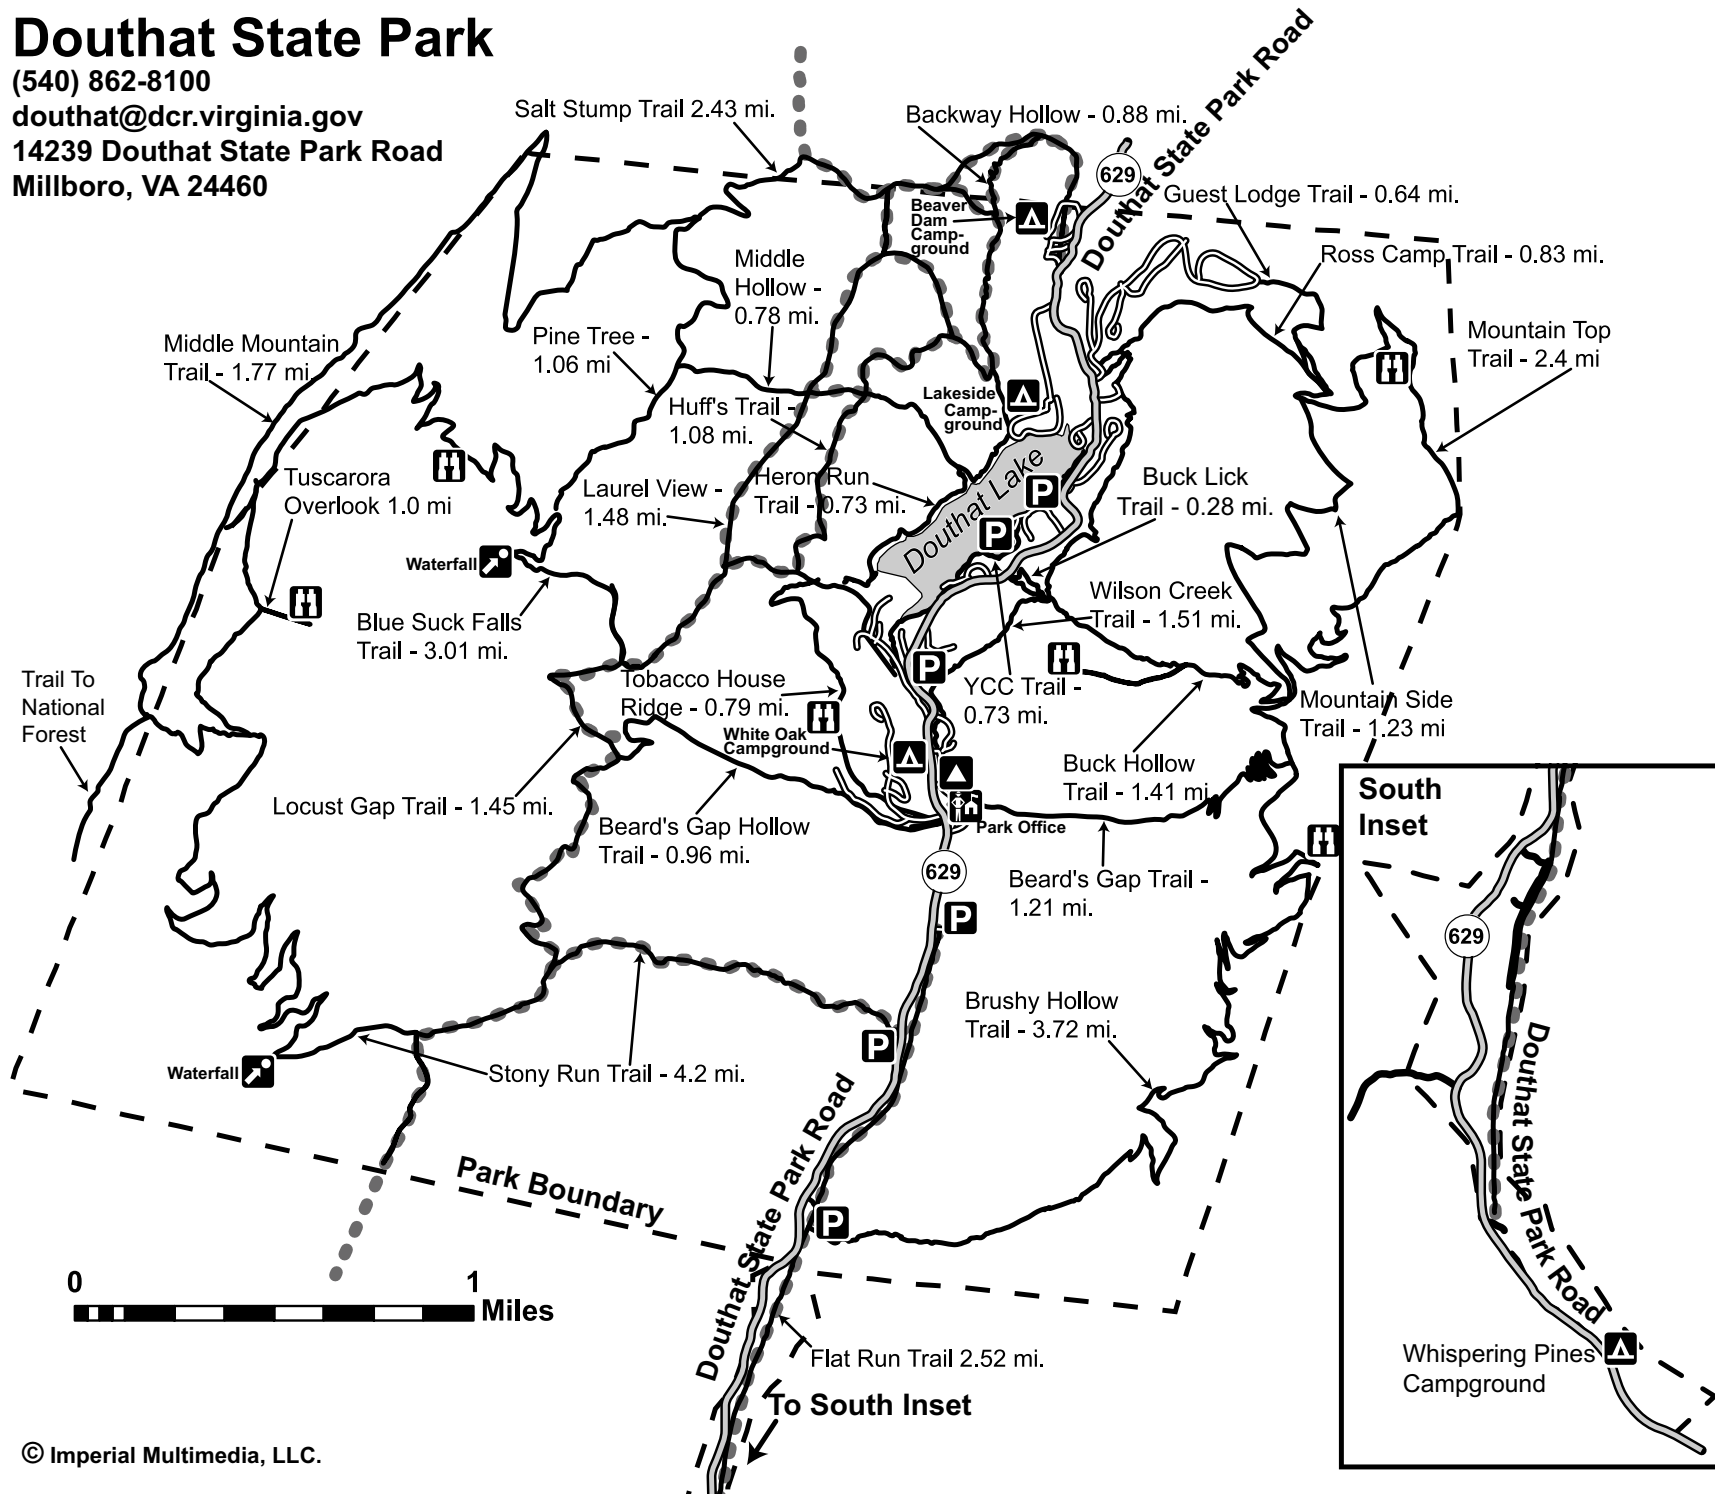 Douthat State Park
(540) 862-8100
douthat@dcr.virginia.gov
14239 Douthat State Park Road
Millboro, VA 24460
Salt Stump Trail 2.43 mi.
Backway Hollow - 0.88 mi.
629
Douthat State Park Road
Guest Lodge Trail - 0.64 mi.
Ross Camp Trail - 0.83 mi.
Beaver
Dam
Camp-
ground
Middle
Hollow -
0.78 mi.
Middle Mountain
Trail - 1.77 mi.
Pine Tree -
1.06 mi
Mountain Top
Trail - 2.4 mi
Huff's Trail -
1.08 mi.
Lakeside
Camp-
ground
Tuscarora
Overlook 1.0 mi
Laurel View -
1.48 mi.
Heron Run
Trail - 0.73 mi.
Douthat Lake
P
P
Buck Lick
Trail - 0.28 mi.
Waterfall
Blue Suck Falls
Trail - 3.01 mi.
Wilson Creek
Trail - 1.51 mi.
P
Trail To
National
Forest
Tobacco House
Ridge - 0.79 mi.
YCC Trail -
0.73 mi.
Mountain Side
Trail - 1.23 mi
White Oak
Campground
Buck Hollow
Trail - 1.41 mi.
Locust Gap Trail - 1.45 mi.
Beard's Gap Hollow
Trail - 0.96 mi.
Park Office
629
Beard's Gap Trail -
1.21 mi.
P
Brushy Hollow
Trail - 3.72 mi.
P
Waterfall
Stony Run Trail - 4.2 mi.
Park Boundary
Douthat State Park Road
P
0
1
Miles
Flat Run Trail 2.52 mi.
To South Inset
South
Inset
629
Douthat State Park Road
Whispering Pines
Campground
© Imperial Multimedia, LLC.